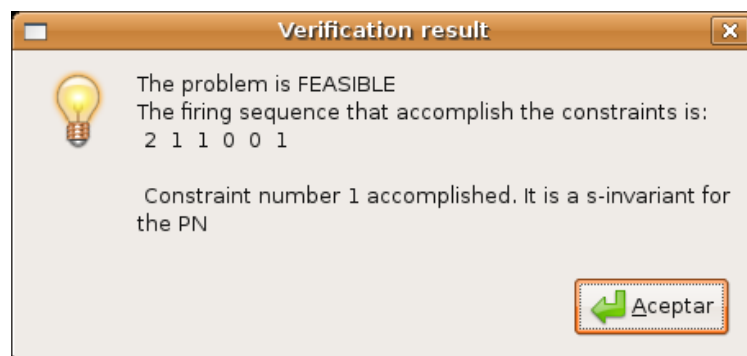 Verification result
The problem is FEASIBLE
The firing sequence that accomplish the constraints is:
2 1 1 0 0 1
Constraint number 1 accomplished. It is a s-invariant for
the PN
Aceptar